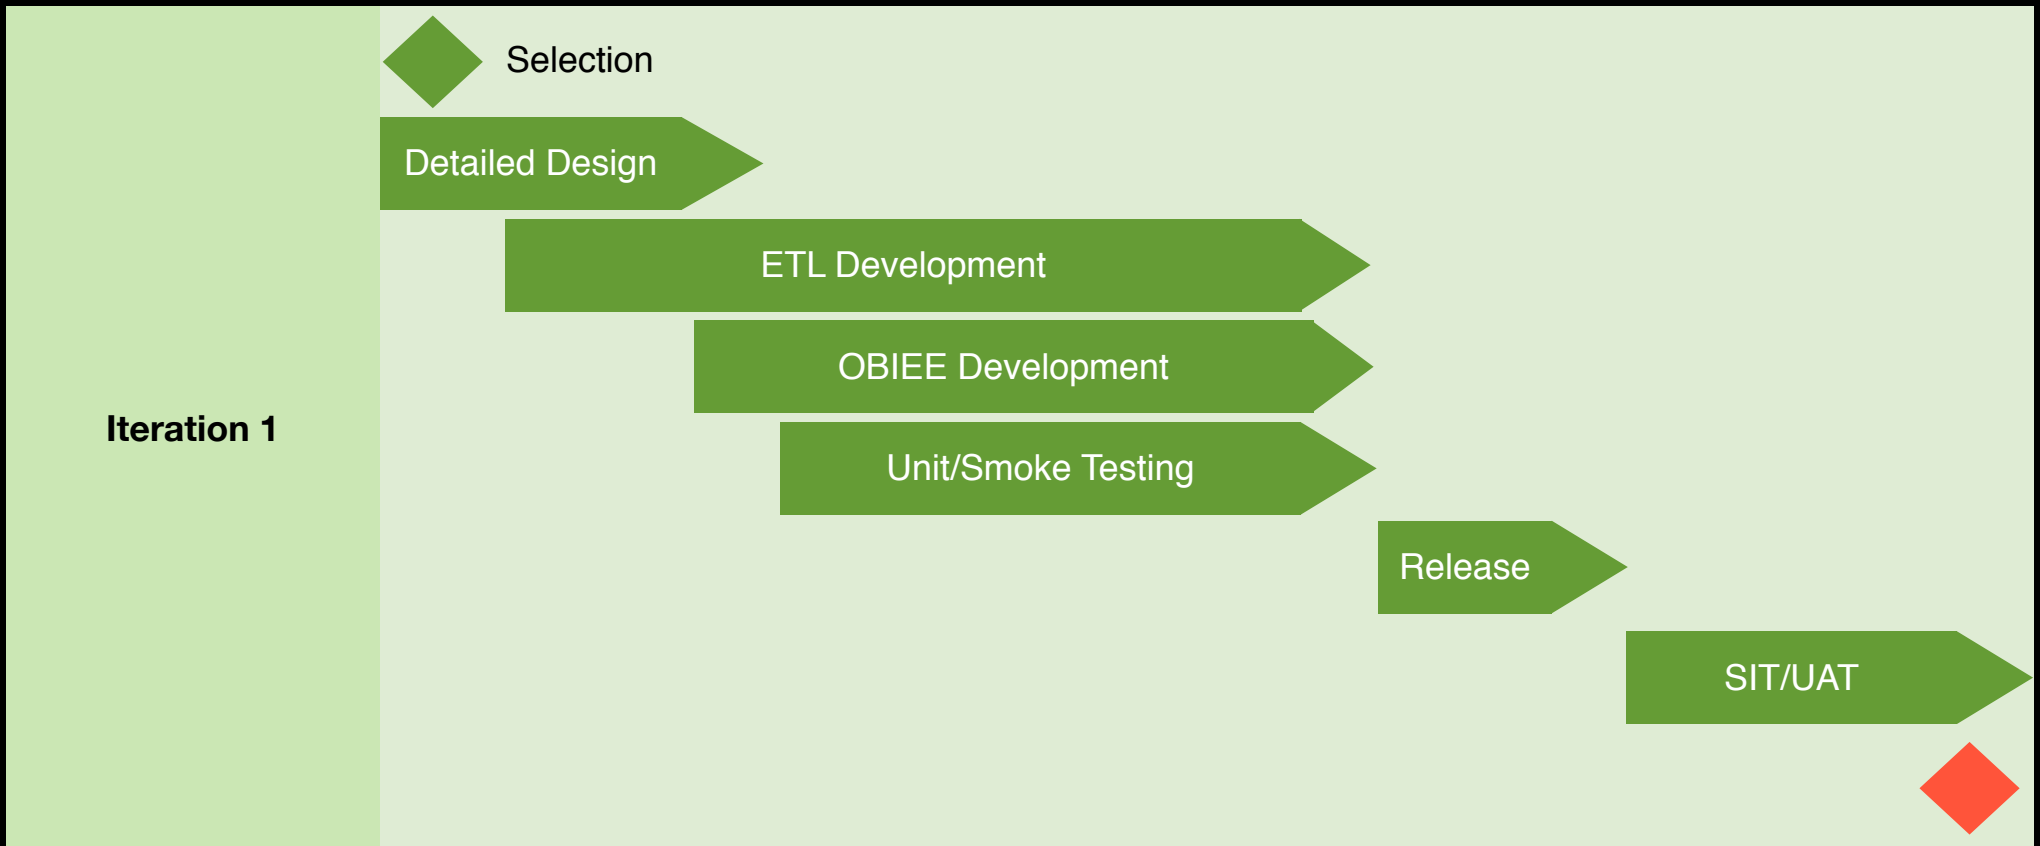 Selection
Detailed Design
ETL Development
OBIEE Development
Iteration 1
Unit/Smoke Testing
Release
SIT/UAT